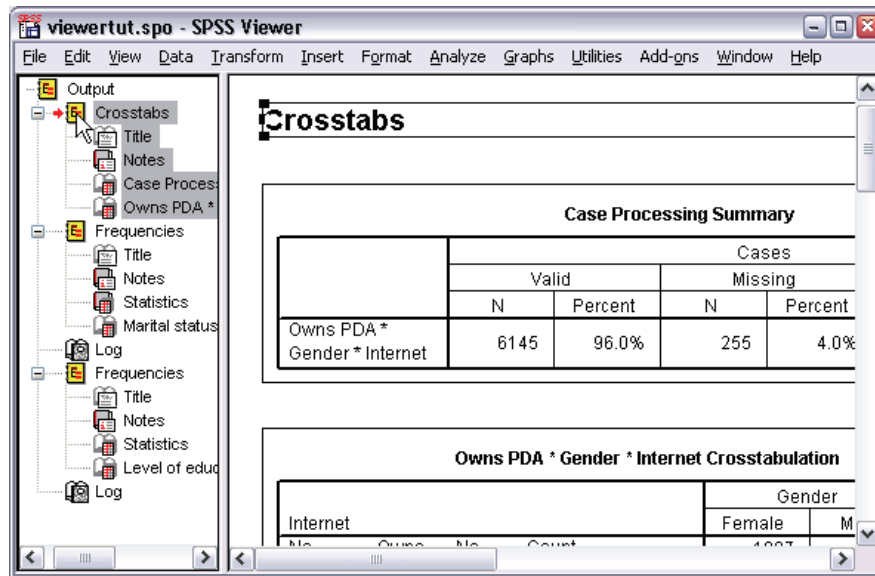 viewertut.spo - SPSS Viewer
File Edit View Data Transform Insert Format Analyze Graphs Utilities Add-ons Window Help
Output
Crosstabs
Title
Notes
Case Proces
Owns PDA *
Frequencies
Title
Notes
Statistics
Marital status
Log
Frequencies
Title
Notes
Statistics
Level of educ
Log
Crosstabs
Case Processing Summary
Cases
Valid Missing
N Percent N Percent
Owns PDA *
Gender * Internet
6145 96.0% 255 4.0%
Owns PDA * Gender * Internet Crosstabulation
Gender
Internet Female M